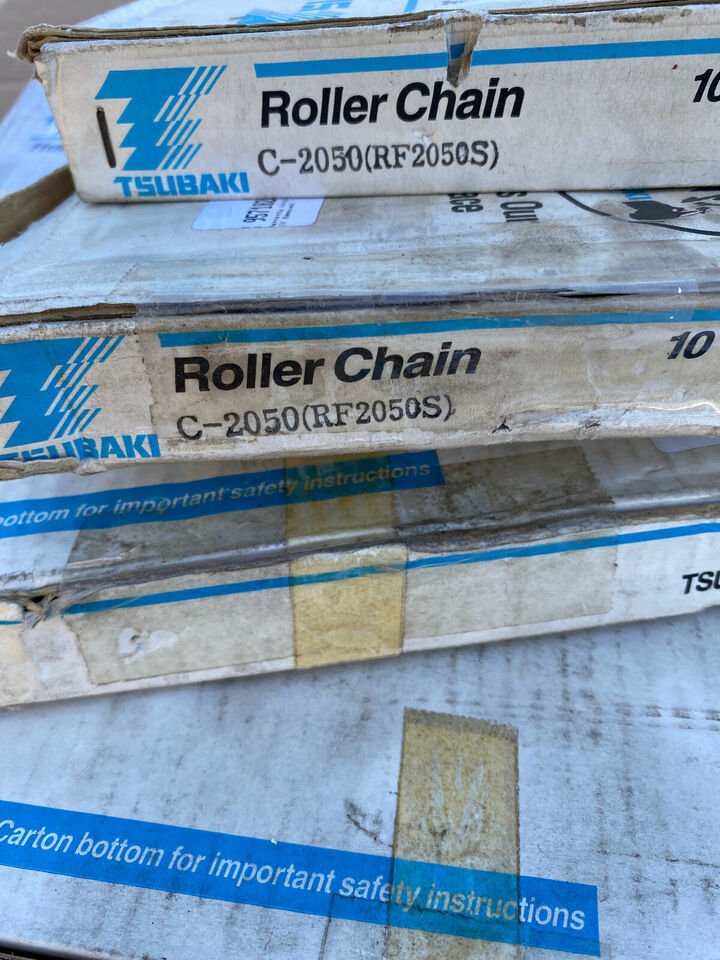 Roller Chain
10
C-2050(RF2050S)
TSUBAKI
s Our
Roller Chain
10
C-2050(RF2050S)
TSUBAKI
bottom for important safety instructions
TSU
Carton bottom for important safety instructions